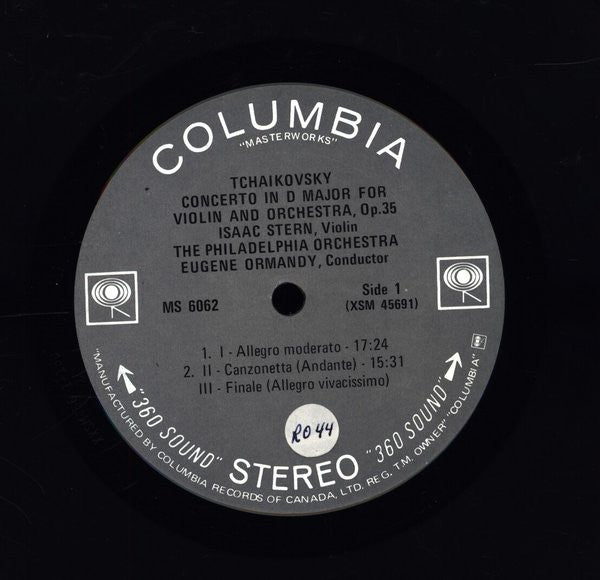 COLUMBIA
"MASTERWORKS"
TCHAIKOVSKY
CONCERTO IN D MAJOR FOR
VIOLIN AND ORCHESTRA, Op.35
ISAAC STERN, Violin
THE PHILADELPHIA ORCHESTRA
EUGENE ORMANDY, Conductor
MS 6062
Side 1
(XSM 45691)
1. I - Allegro moderato - 17:24
2. II - Canzonetta (Andante) - 15:31
III - Finale (Allegro vivacissimo)
RO44
"360 SOUND" STEREO "360 SOUND"
"MANUFACTURED BY COLUMBIA RECORDS OF CANADA, LTD. REG. T.M. OWNER" "COLUMBIA"